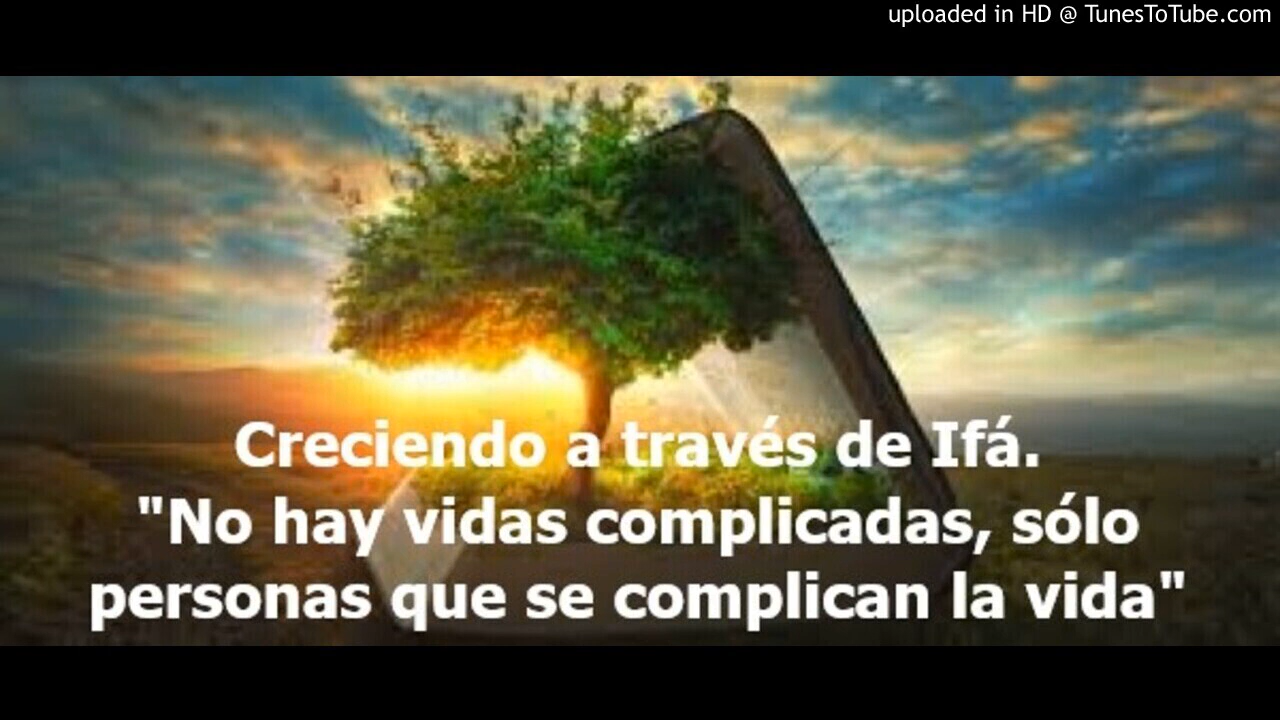 uploaded in HD @ TunesToTube.com
Creciendo a través de Ifá.
"No hay vidas complicadas, sólo
personas que se complican la vida"